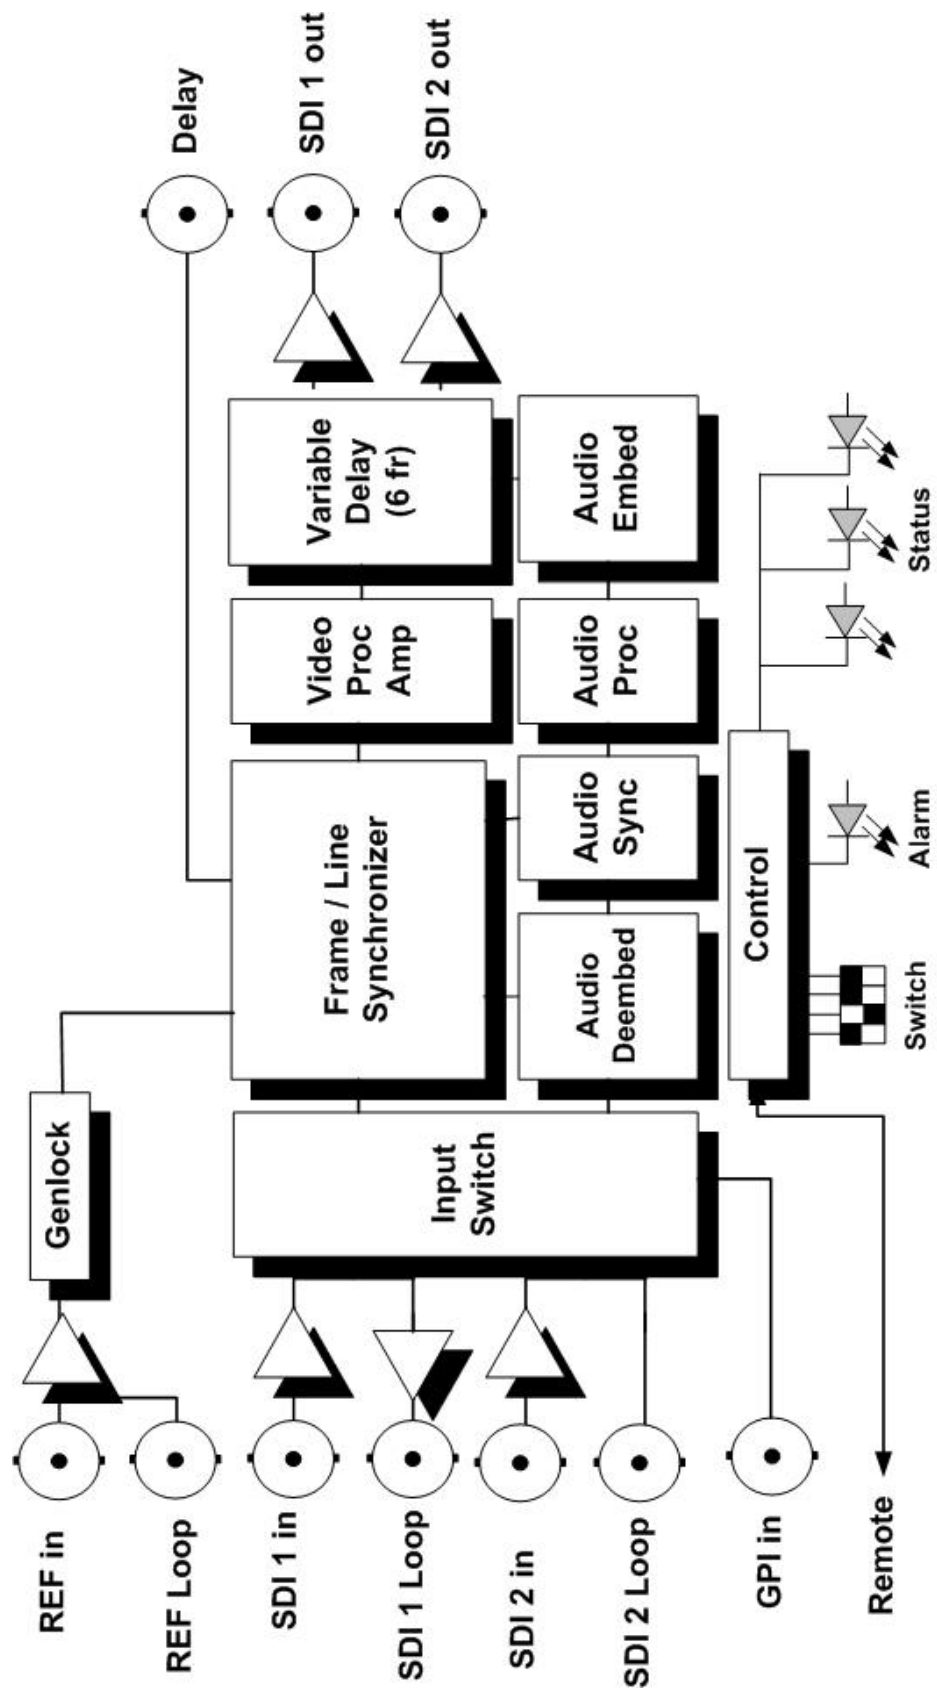 REF in
REF Loop
SDI 1 in
SDI 1 Loop
SDI 2 in
SDI 2 Loop
GPI in
Remote
Genlock
Input
Switch
Frame / Line
Synchronizer
Video
Proc
Amp
Variable
Delay
(6 fr)
Audio
Deembed
Audio
Sync
Audio
Proc
Audio
Embed
Control
Switch
Alarm
Status
Delay
SDI 1 out
SDI 2 out